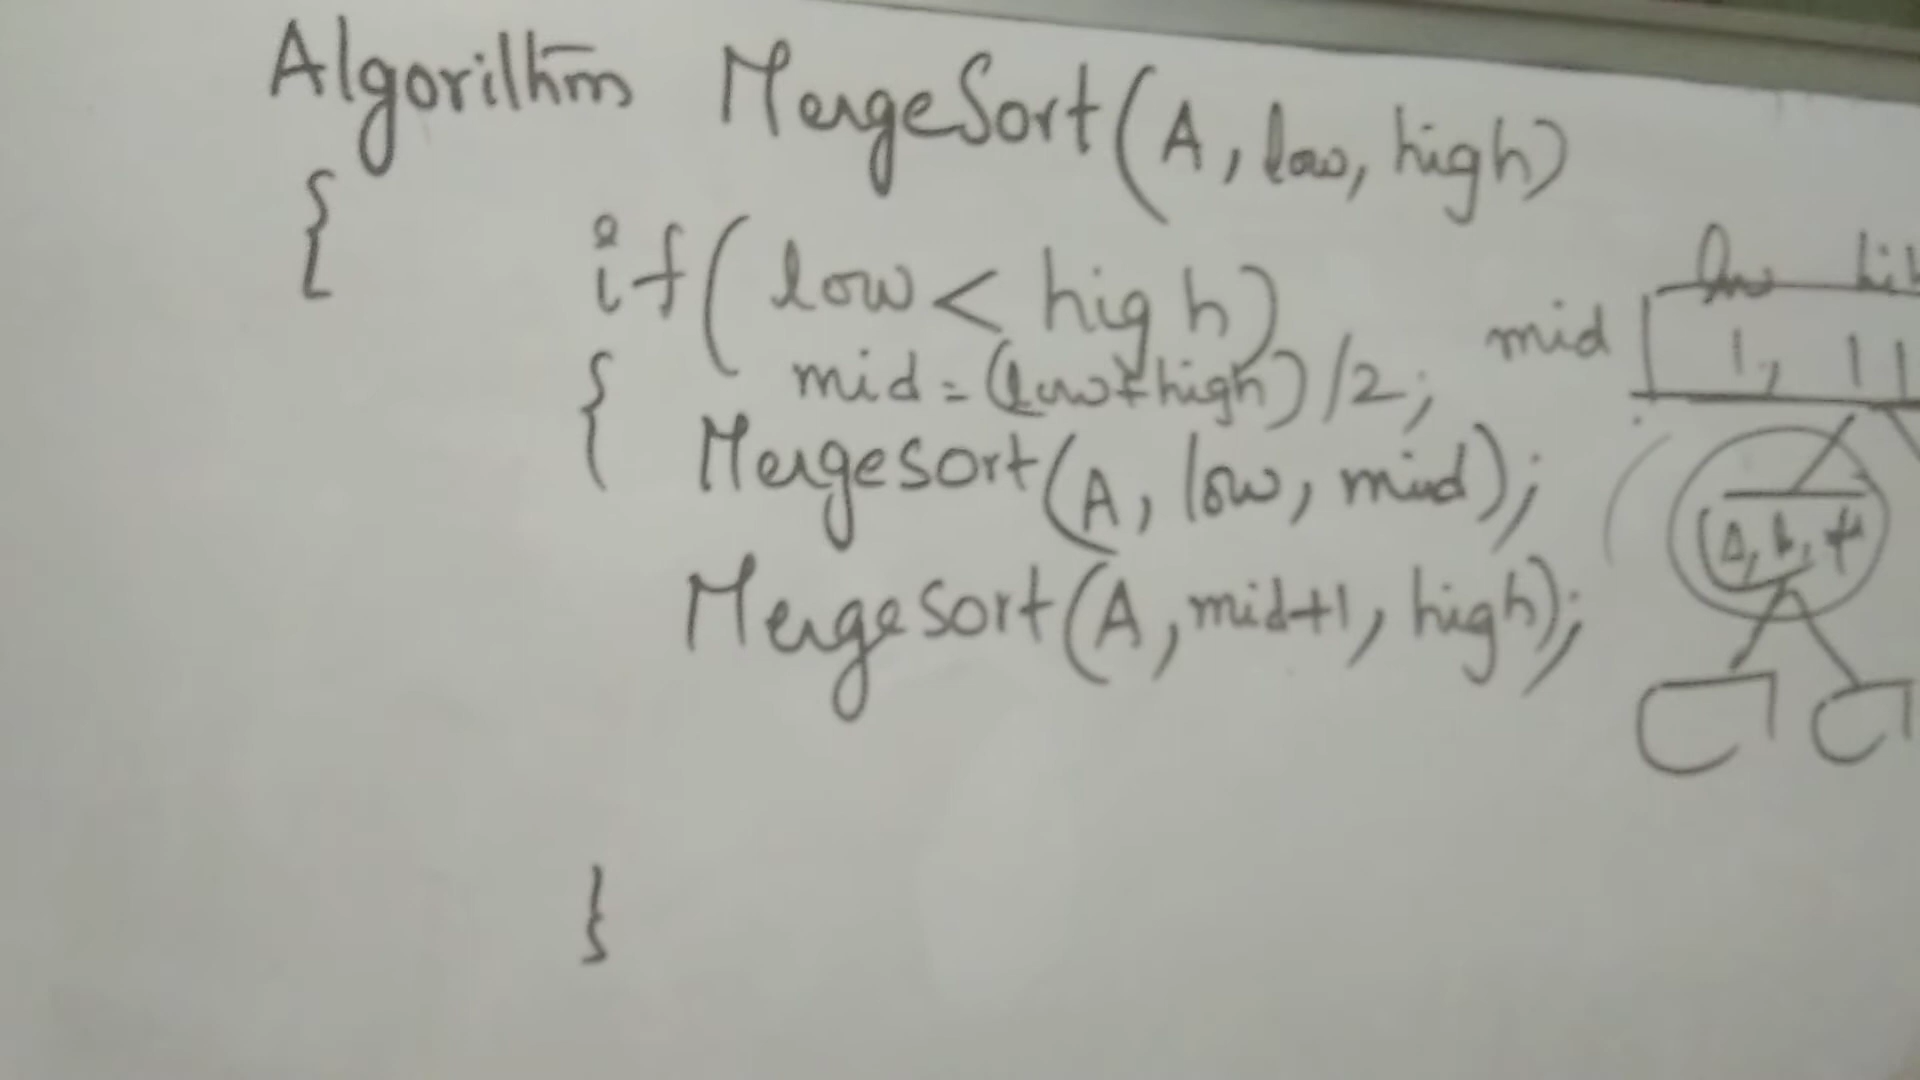 Algorithm MergeSort(A, low, high)
{
if( low < high)
{ mid = (low+high)/2;
MergeSort(A, low, mid);
MergeSort(A, mid+1, high);
}
mid
low